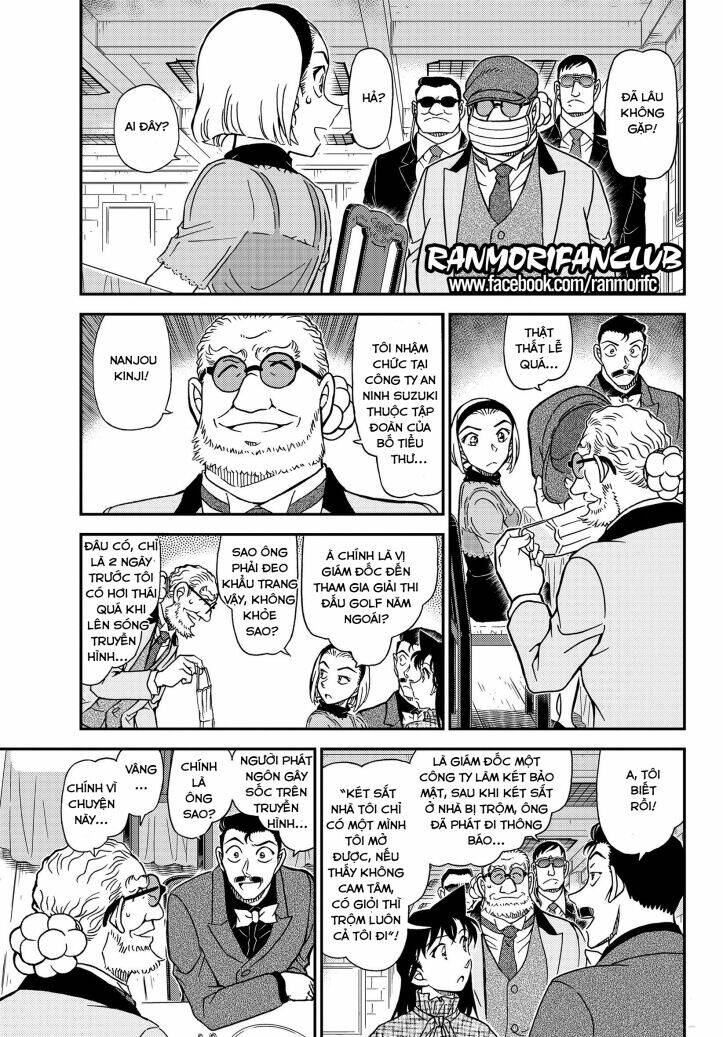 ĐÃ LÂU
KHÔNG
GẶP!
HẢ?
AI ĐÂY?
RANMORIFANCLUB
www.facebook.com/ranmorifc
THẬT
THẤT LỄ
QUÁ...
TÔI NHẬM
CHỨC TẠI
CÔNG TY AN
NINH SUZUKI
THUỘC TẬP
ĐOÀN CỦA
BỐ TIỂU
THƯ...
NANJOU
KINJI!
À CHÍNH LÀ VỊ
GIÁM ĐỐC ĐẾN
THAM GIA GIẢI THI
ĐẤU GOLF NĂM
NGOÁI?
SAO ÔNG
PHẢI ĐEO
KHẨU TRANG
VẬY, KHÔNG
KHỎE
SAO?
ĐÂU CÓ, CHỈ
LÀ 2 NGÀY
TRƯỚC TÔI
CÓ HƠI THÁI
QUÁ KHI
LÊN SÓNG
TRUYỀN
HÌNH...
A, TÔI
BIẾT
RỒI!
LÀ GIÁM ĐỐC MỘT
CÔNG TY LÀM KÉT BẢO
MẬT, SAU KHI KÉT SẮT
Ở NHÀ BỊ TRỘM, ÔNG
ĐÃ PHÁT ĐI THÔNG
BÁO...
"KÉT SẮT
NHÀ TÔI CHỈ
CÓ MỘT MÌNH
TÔI MỞ
ĐƯỢC, NẾU
THẤY KHÔNG
CAM TÂM,
CÓ GIỎI THÌ
TRỘM LUÔN
CẢ TÔI ĐI"!
NGƯỜI PHÁT
NGÔN GÂY
SỐC TRÊN
TRUYỀN
HÌNH...
CHÍNH
LÀ
ÔNG
SAO?
VÂNG
...
CHÍNH VÌ
CHUYỆN
NÀY...